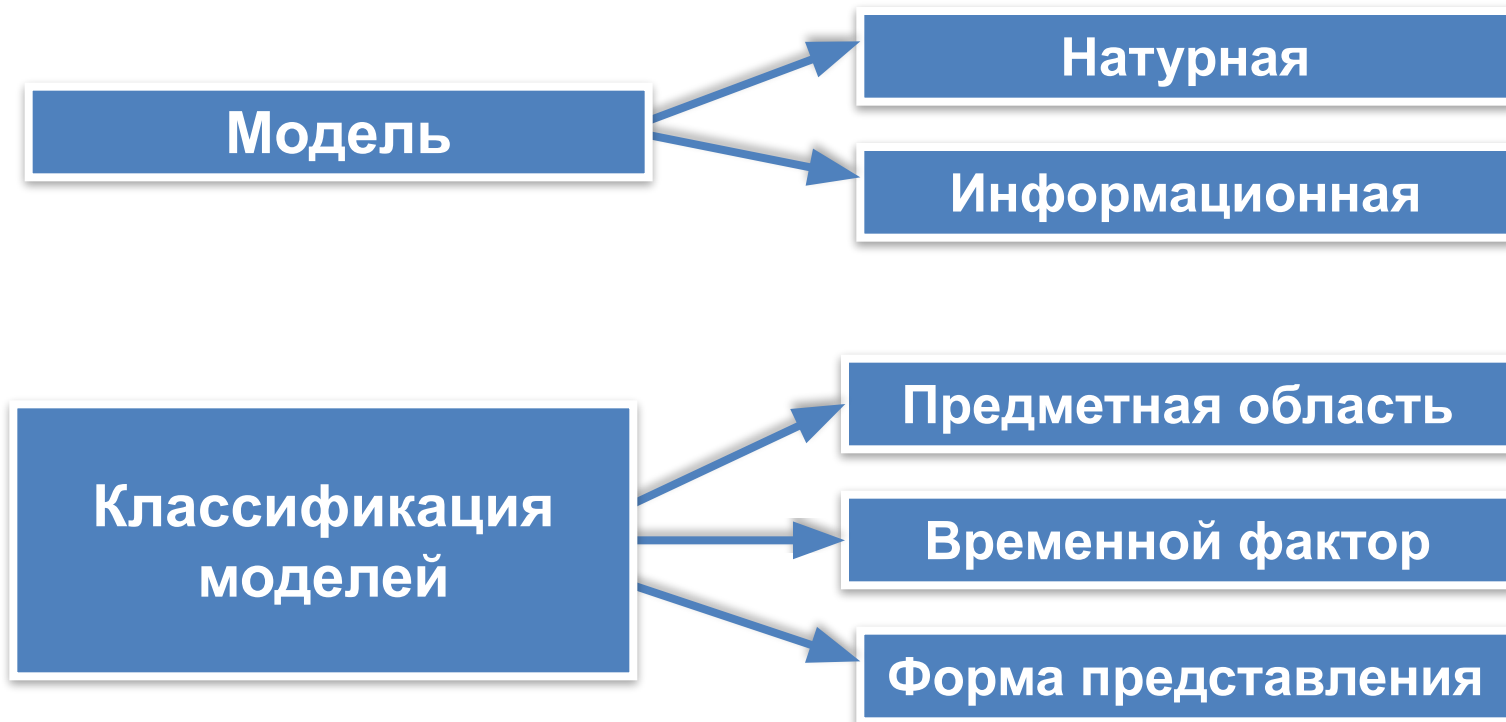 Модель
Натурная
Информационная
Классификация
моделей
Предметная область
Временной фактор
Форма представления